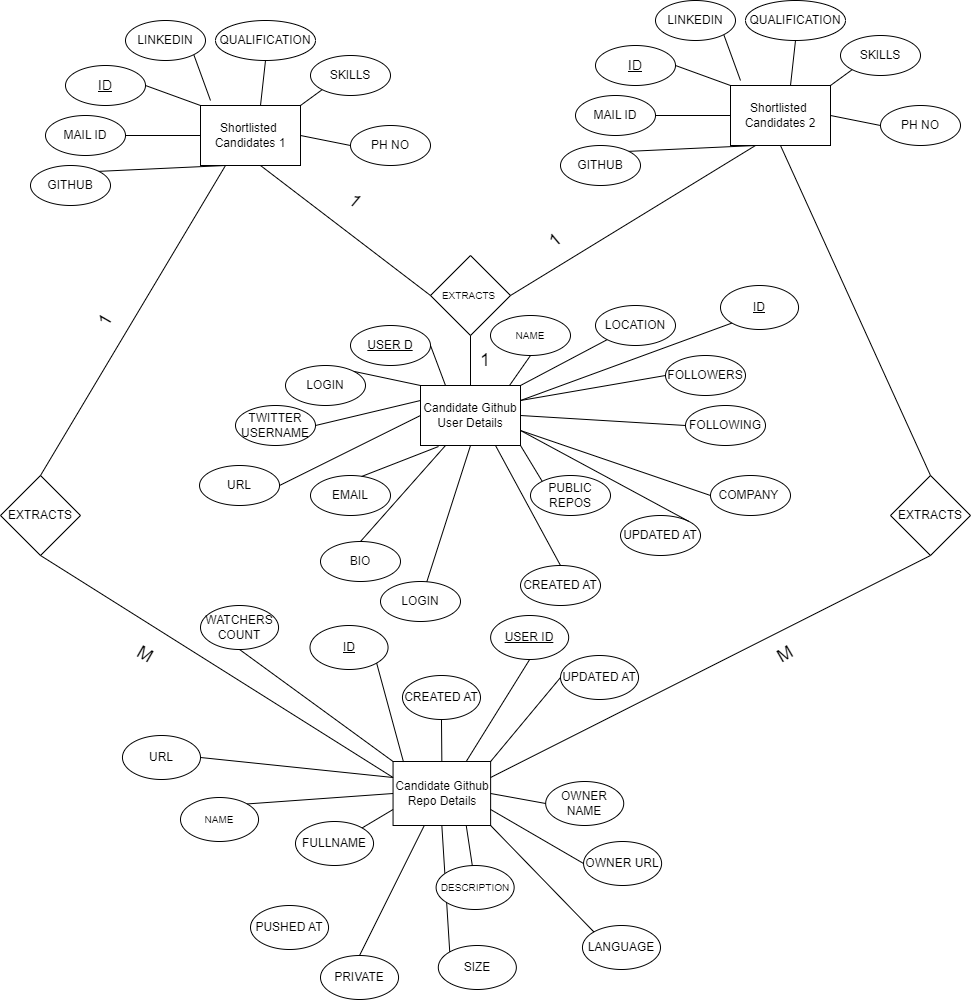 LINKEDIN
QUALIFICATION
SKILLS
ID
MAIL ID
GITHUB
Shortlisted
Candidates 1
PH NO
LINKEDIN
QUALIFICATION
SKILLS
ID
MAIL ID
GITHUB
Shortlisted
Candidates 2
PH NO
1
1
1
EXTRACTS
1
NAME
LOCATION
ID
USER D
LOGIN
TWITTER
USERNAME
URL
Candidate Github
User Details
FOLLOWERS
FOLLOWING
COMPANY
EMAIL
PUBLIC
REPOS
UPDATED AT
BIO
LOGIN
CREATED AT
EXTRACTS
EXTRACTS
M
M
WATCHERS
COUNT
ID
USER ID
CREATED AT
UPDATED AT
URL
NAME
FULLNAME
Candidate Github
Repo Details
OWNER
NAME
OWNER URL
DESCRIPTION
PUSHED AT
PRIVATE
SIZE
LANGUAGE